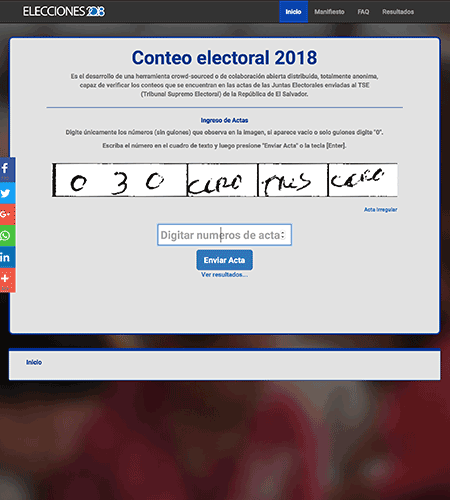 ELECCIONES 2018
Inicio Manifiesto FAQ Resultados
Conteo electoral 2018
Es el desarrollo de una herramienta crowd-sourced o de colaboración abierta distribuida, totalmente anonima,
capaz de verificar los conteos que se encuentran en las actas de las Juntas Electorales enviadas al TSE
(Tribunal Supremo Electoral) de la República de El Salvador.
Ingreso de Actas
Digite únicamente los números (sin guiones) que observa en la imagen, si aparece vacio o solo guiones digite "0".
Escriba el número en el cuadro de texto y luego presione "Enviar Acta" o la tecla [Enter].
0 3 0 CERO TRES CERO
Acta irregular
Digitar numeros de acta:
Enviar Acta
Ver resultados...
Inicio